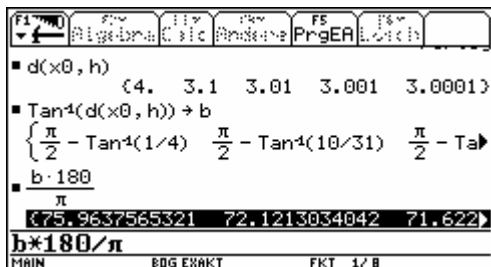 F1 F5
Algebra Calc Andere PrgEA Lösch
▪ d(x0,h)
{4. 3.1 3.01 3.001 3.0001}
▪ Tan⁻¹(d(x0,h))→b
{π/2 - Tan⁻¹(1/4) π/2 - Tan⁻¹(10/31) π/2 - Ta▶
▪ b·180/π
{75.9637565321 72.1213034042 71.622▶
b*180/π
MAIN BOG EXAKT FKT 1/8